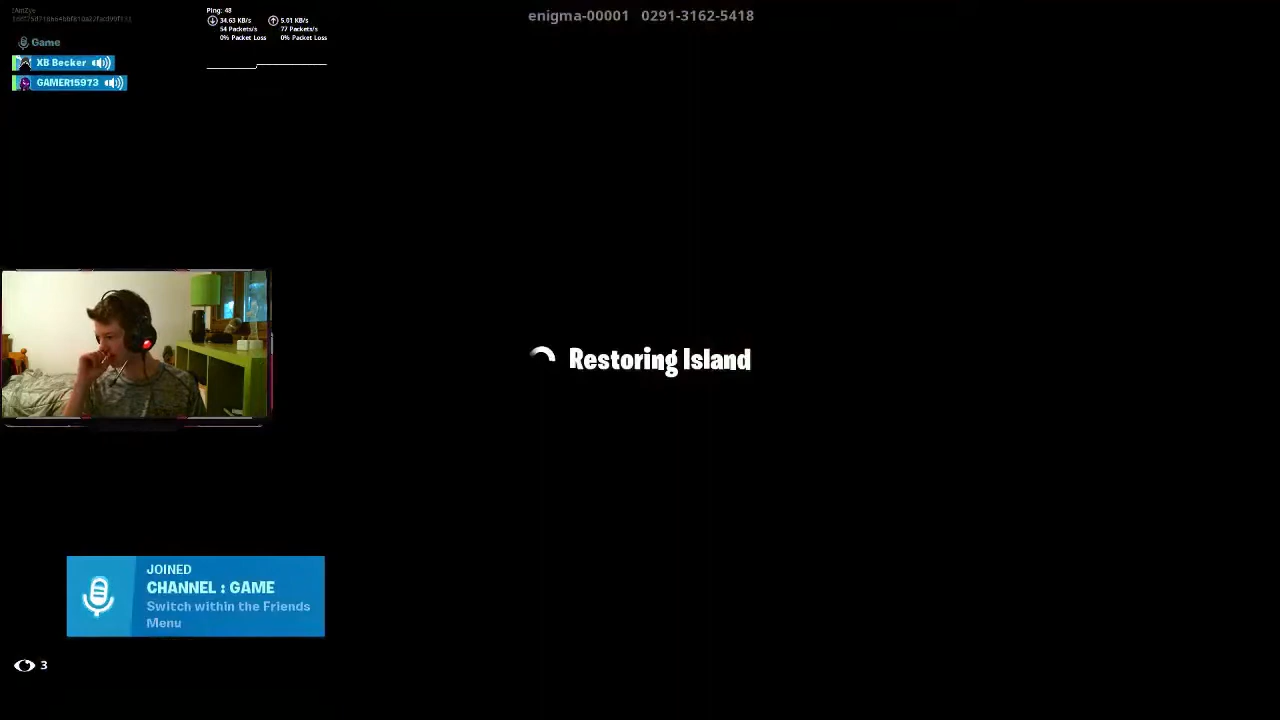 IAmZye
Ping: 48
34.63 KB/s
5.01 KB/s
54 Packets/s
77 Packets/s
0% Packet Loss
0% Packet Loss
enigma-00001 0291-3162-5418
Game
XB Becker
GAMER15973
Restoring Island
JOINED
CHANNEL : GAME
Switch within the Friends
Menu
3